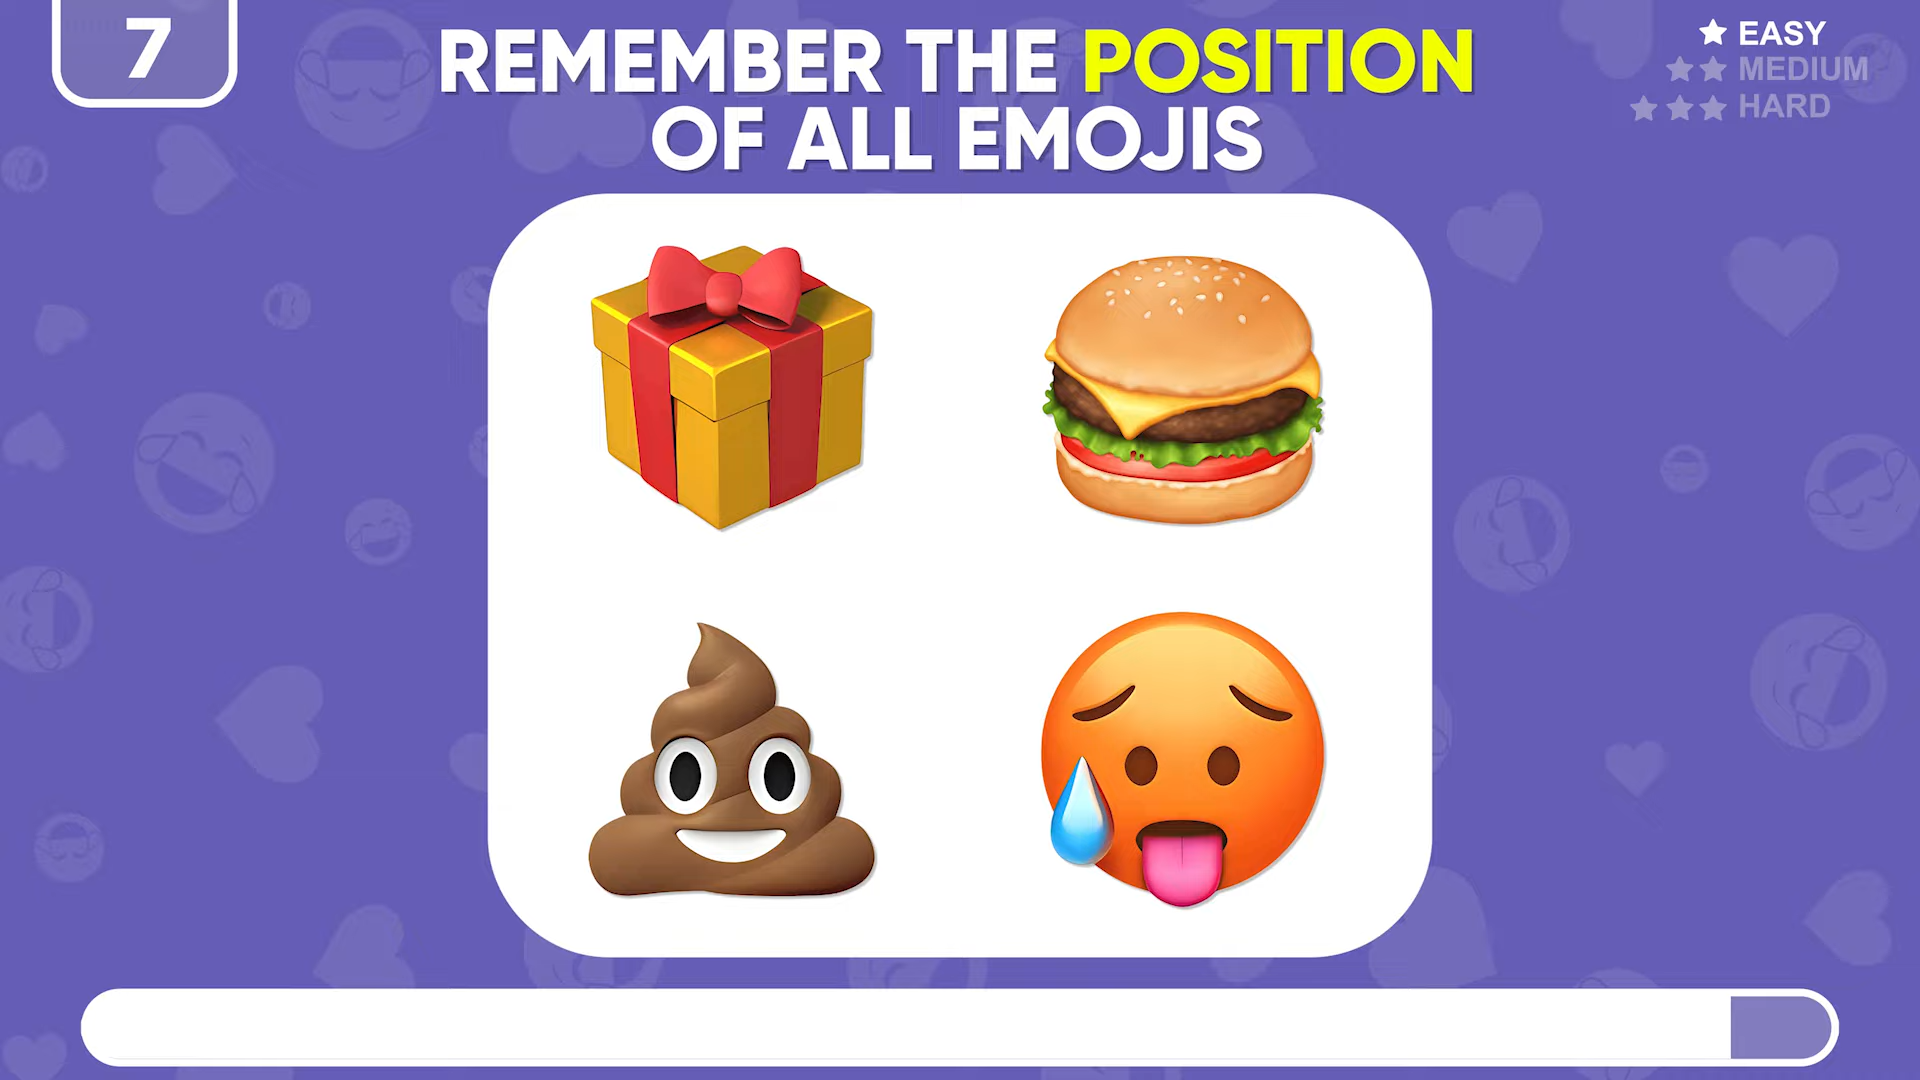 7
REMEMBER THE POSITION
OF ALL EMOJIS
EASY
MEDIUM
HARD